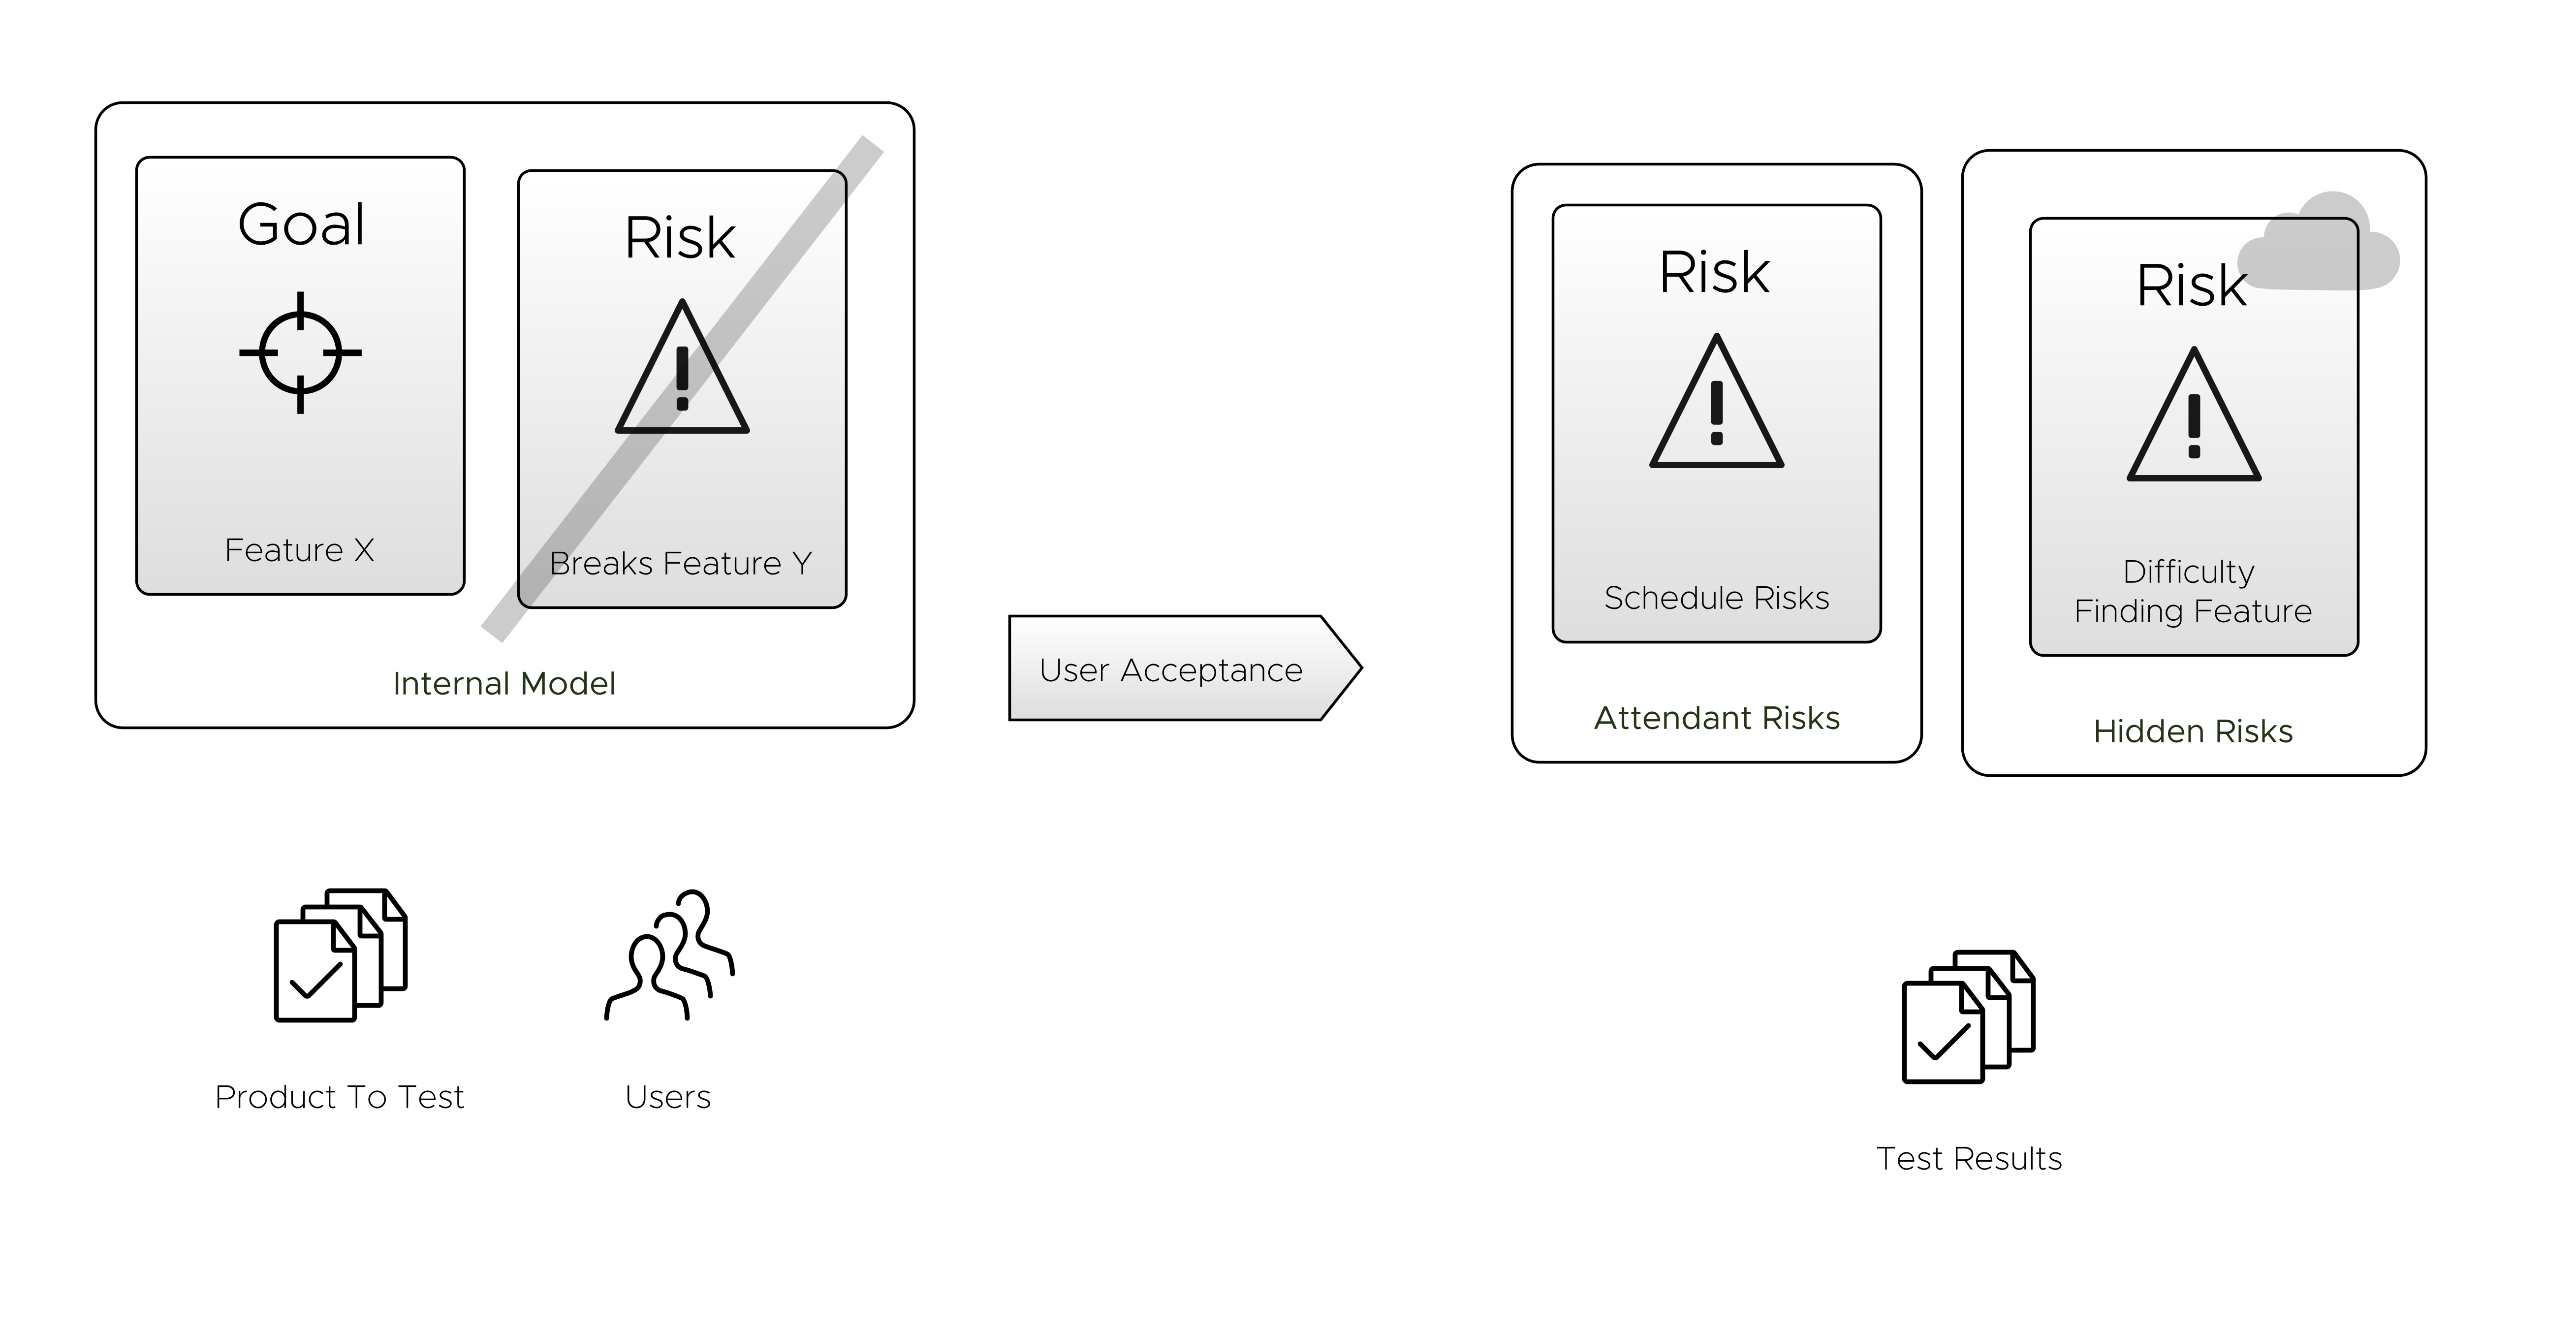 Goal
Feature X
Risk
Breaks Feature Y
Internal Model
User Acceptance
Risk
Schedule Risks
Attendant Risks
Risk
Difficulty
Finding Feature
Hidden Risks
Product To Test
Users
Test Results